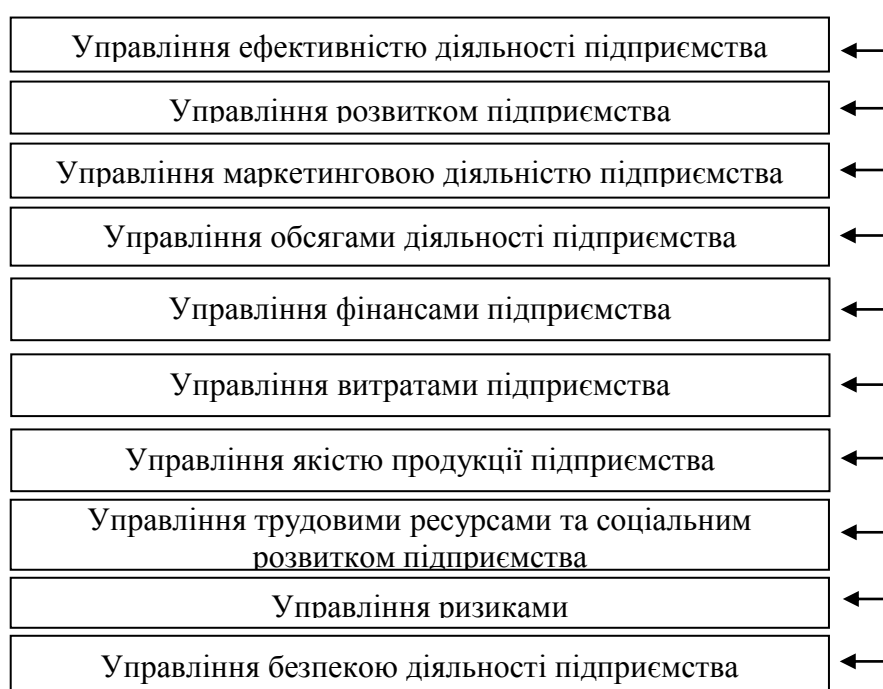 Управління ефективністю діяльності підприємства
Управління розвитком підприємства
Управління маркетинговою діяльністю підприємства
Управління обсягами діяльності підприємства
Управління фінансами підприємства
Управління витратами підприємства
Управління якістю продукції підприємства
Управління трудовими ресурсами та соціальним
розвитком підприємства
Управління ризиками
Управління безпекою діяльності підприємства